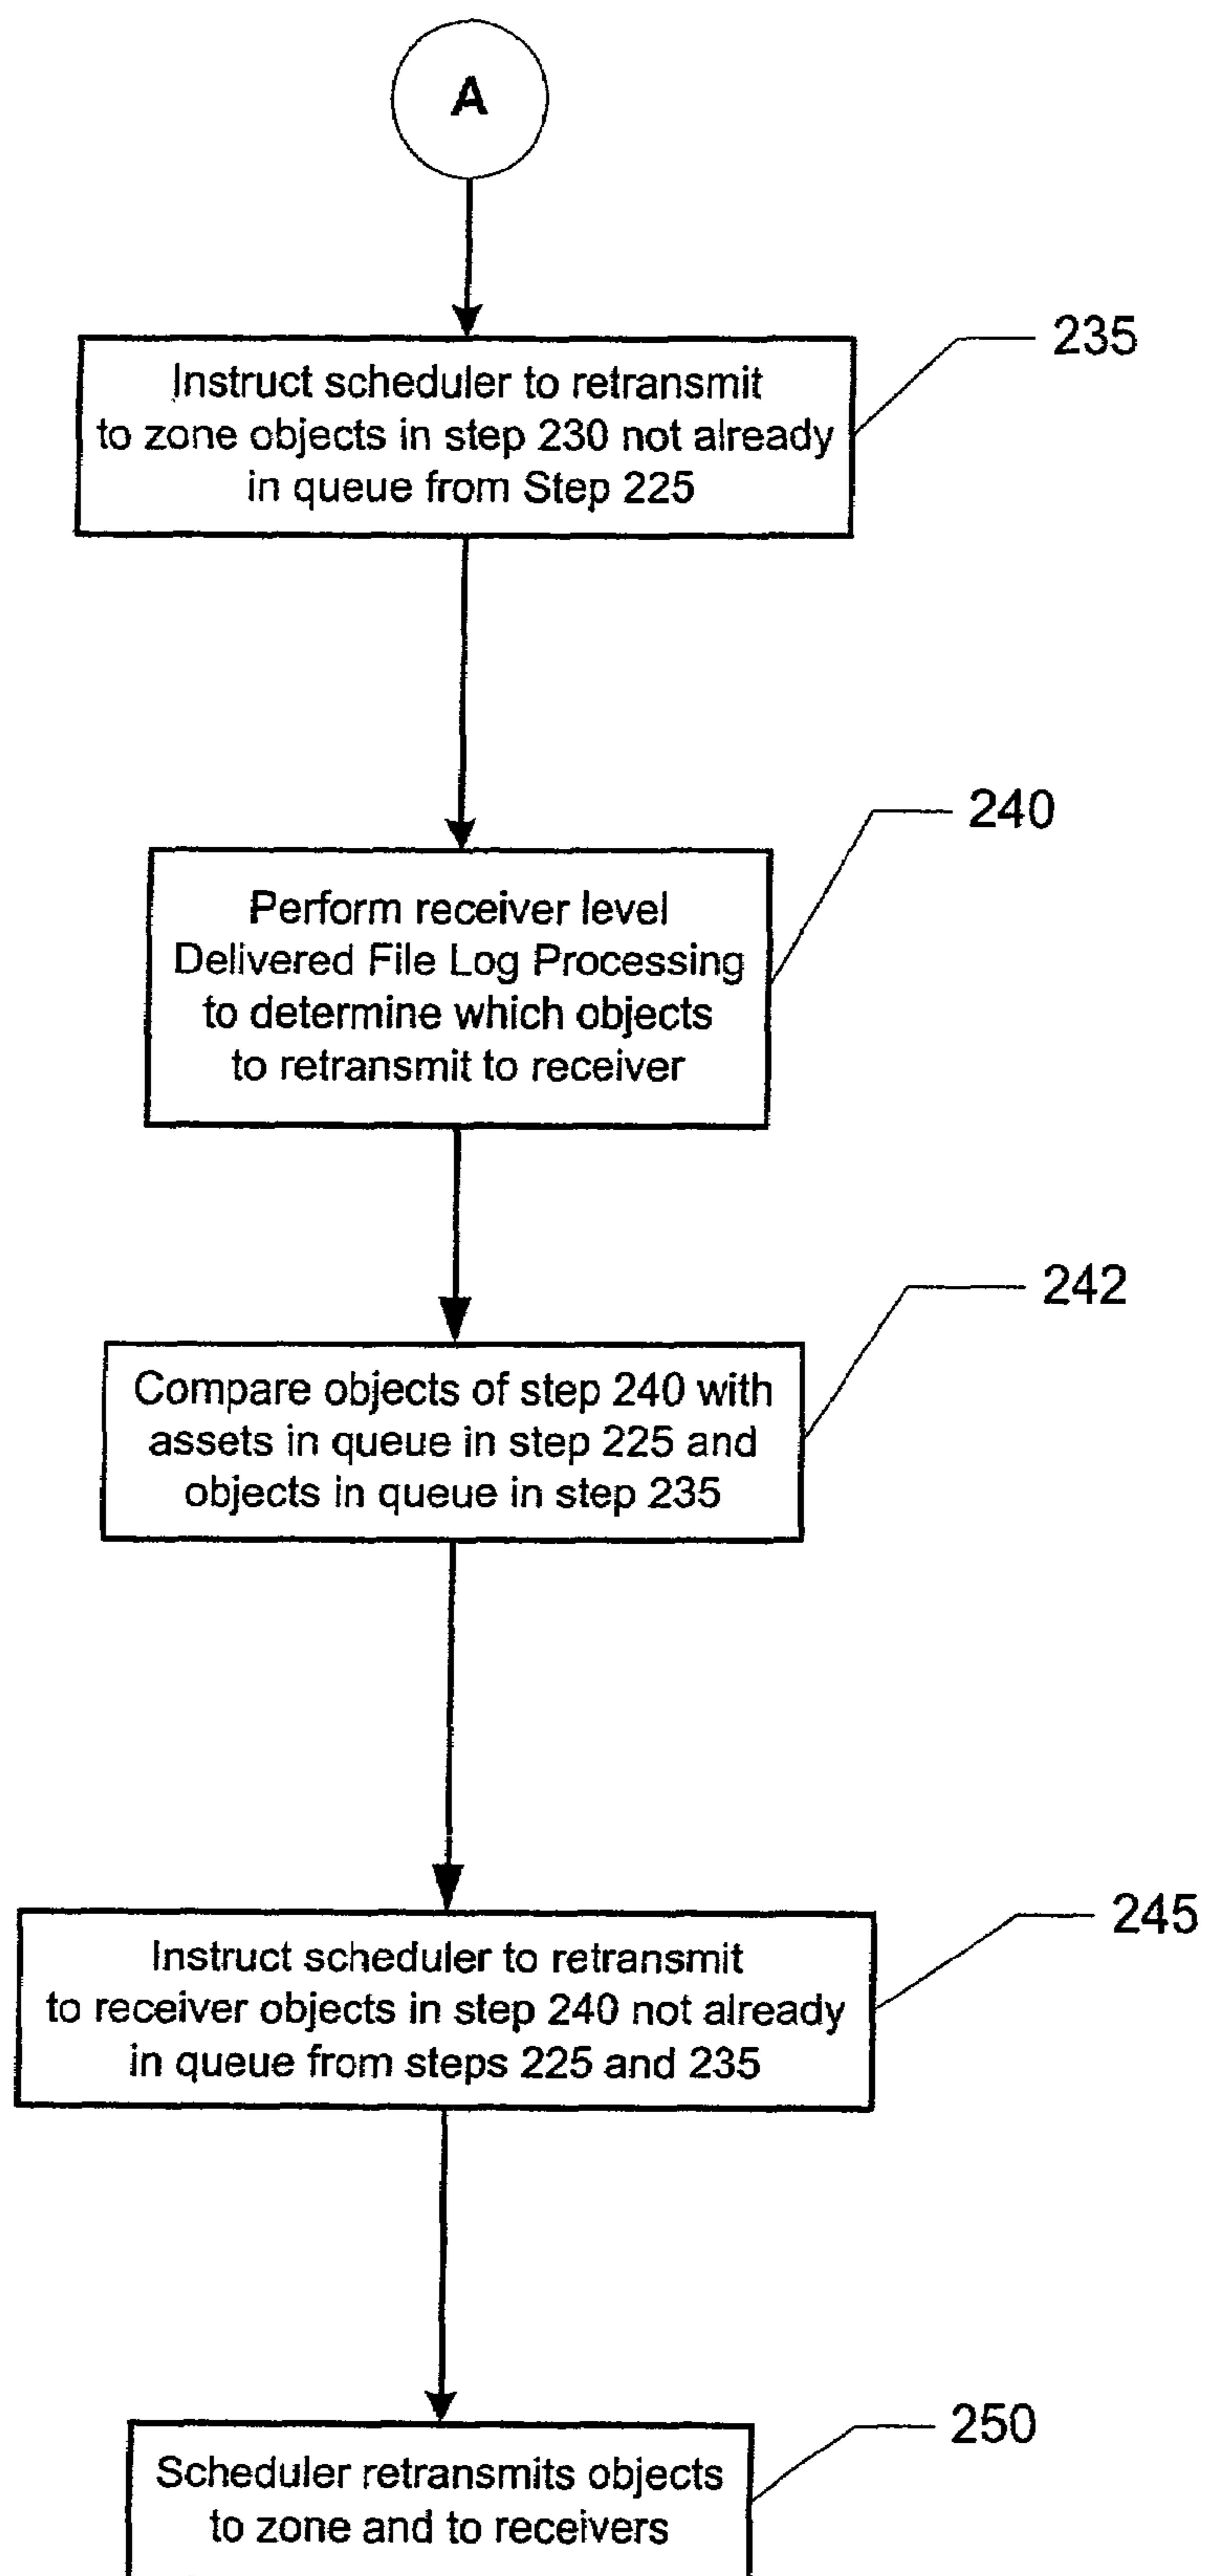 A
235
Instruct scheduler to retransmit
to zone objects in step 230 not already
in queue from Step 225
240
Perform receiver level
Delivered File Log Processing
to determine which objects
to retransmit to receiver
242
Compare objects of step 240 with
assets in queue in step 225 and
objects in queue in step 235
245
Instruct scheduler to retransmit
to receiver objects in step 240 not already
in queue from steps 225 and 235
250
Scheduler retransmits objects
to zone and to receivers